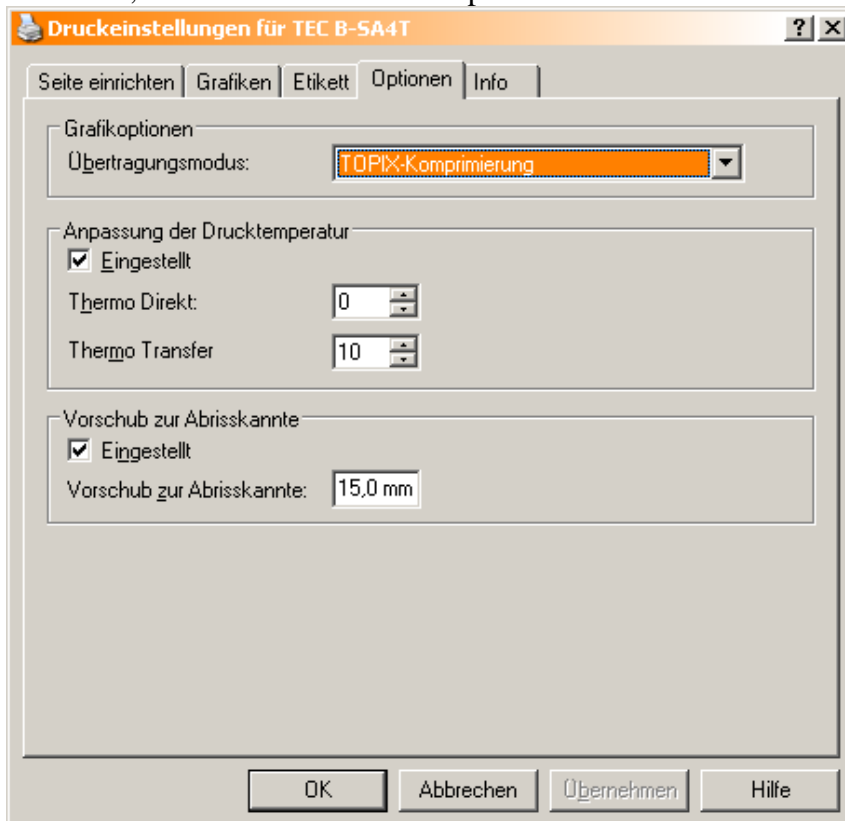 Druckeinstellungen für TEC B-SA4T
Seite einrichten Grafiken Etikett Optionen Info
Grafikoptionen
Übertragungsmodus: TOPIX-Komprimierung
Anpassung der Drucktemperatur
Eingestellt
Thermo Direkt: 0
Thermo Transfer 10
Vorschub zur Abrisskannte
Eingestellt
Vorschub zur Abrisskannte: 15,0 mm
OK Abbrechen Übernehmen Hilfe